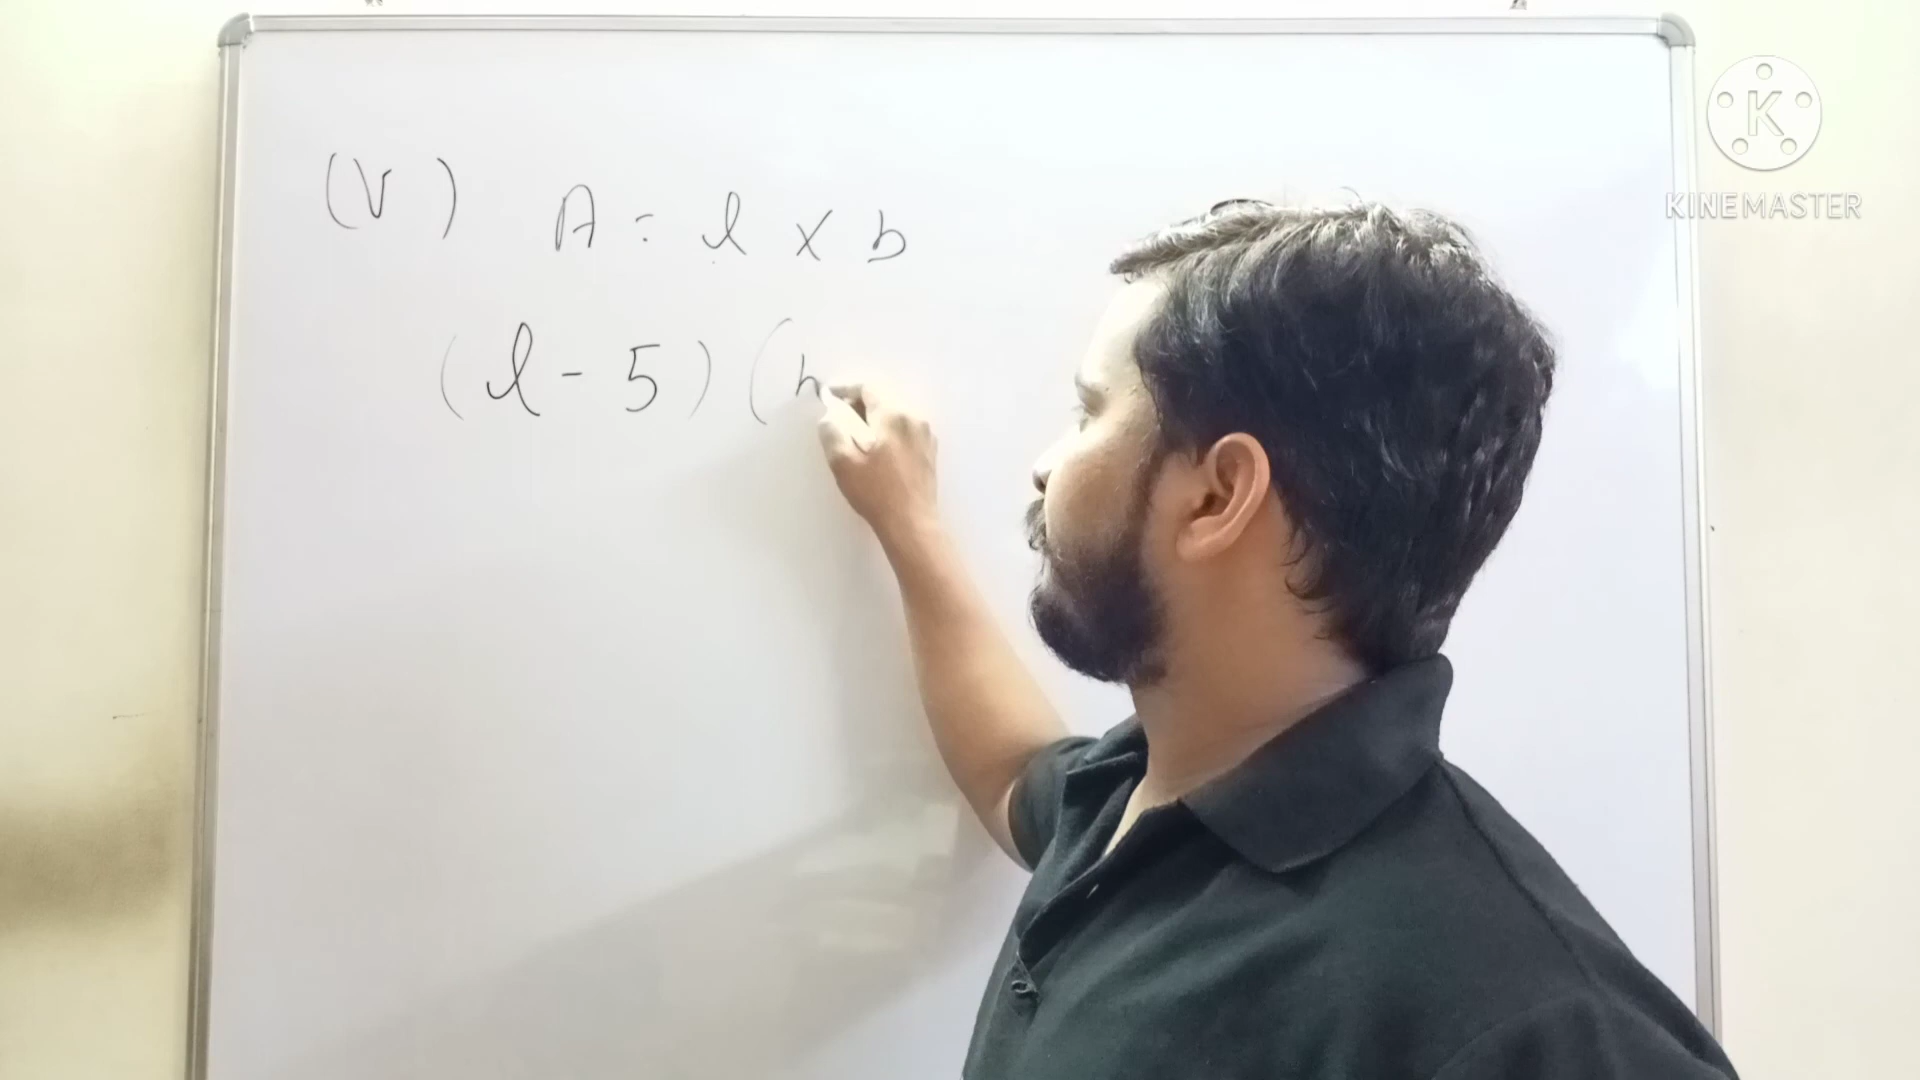 (V) A = l x b
(l - 5) (b
K
KINEMASTER